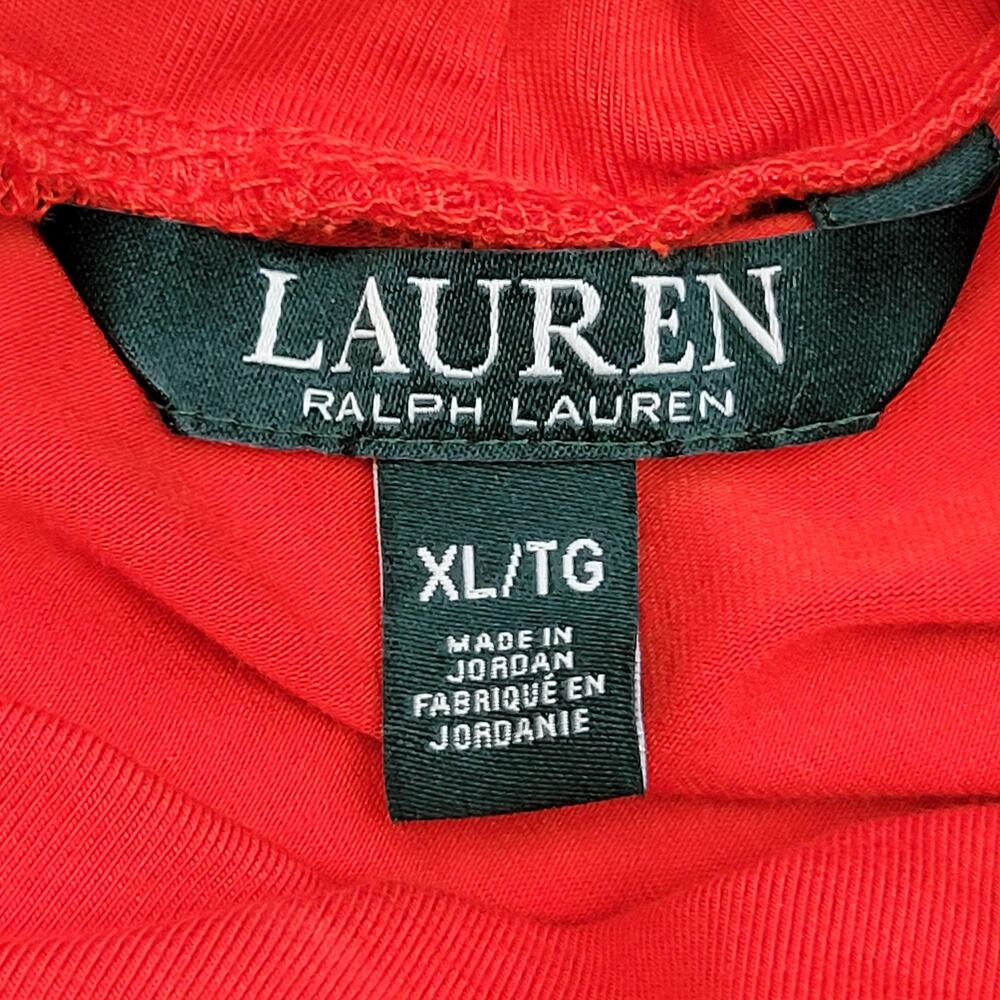 LAUREN
RALPH LAUREN
XL/TG
MADE IN
JORDAN
FABRIQUÉ EN
JORDANIE